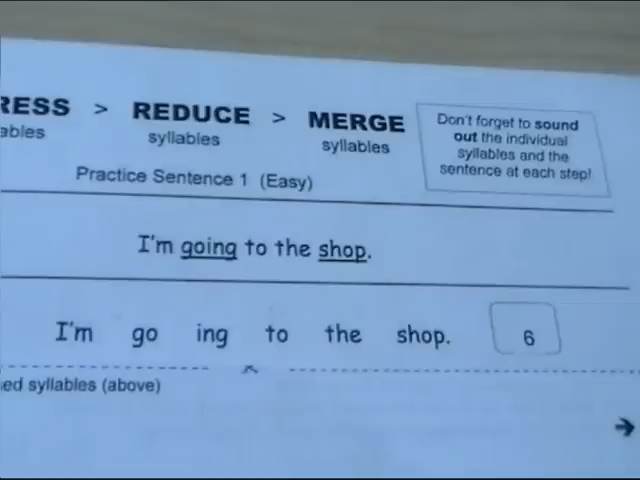 RESS > REDUCE > MERGE
ables syllables syllables
Don't forget to sound
out the individual
syllables and the
sentence at each step!
Practice Sentence 1 (Easy)
I'm going to the shop.
I'm go ing to the shop. 6
ed syllables (above)